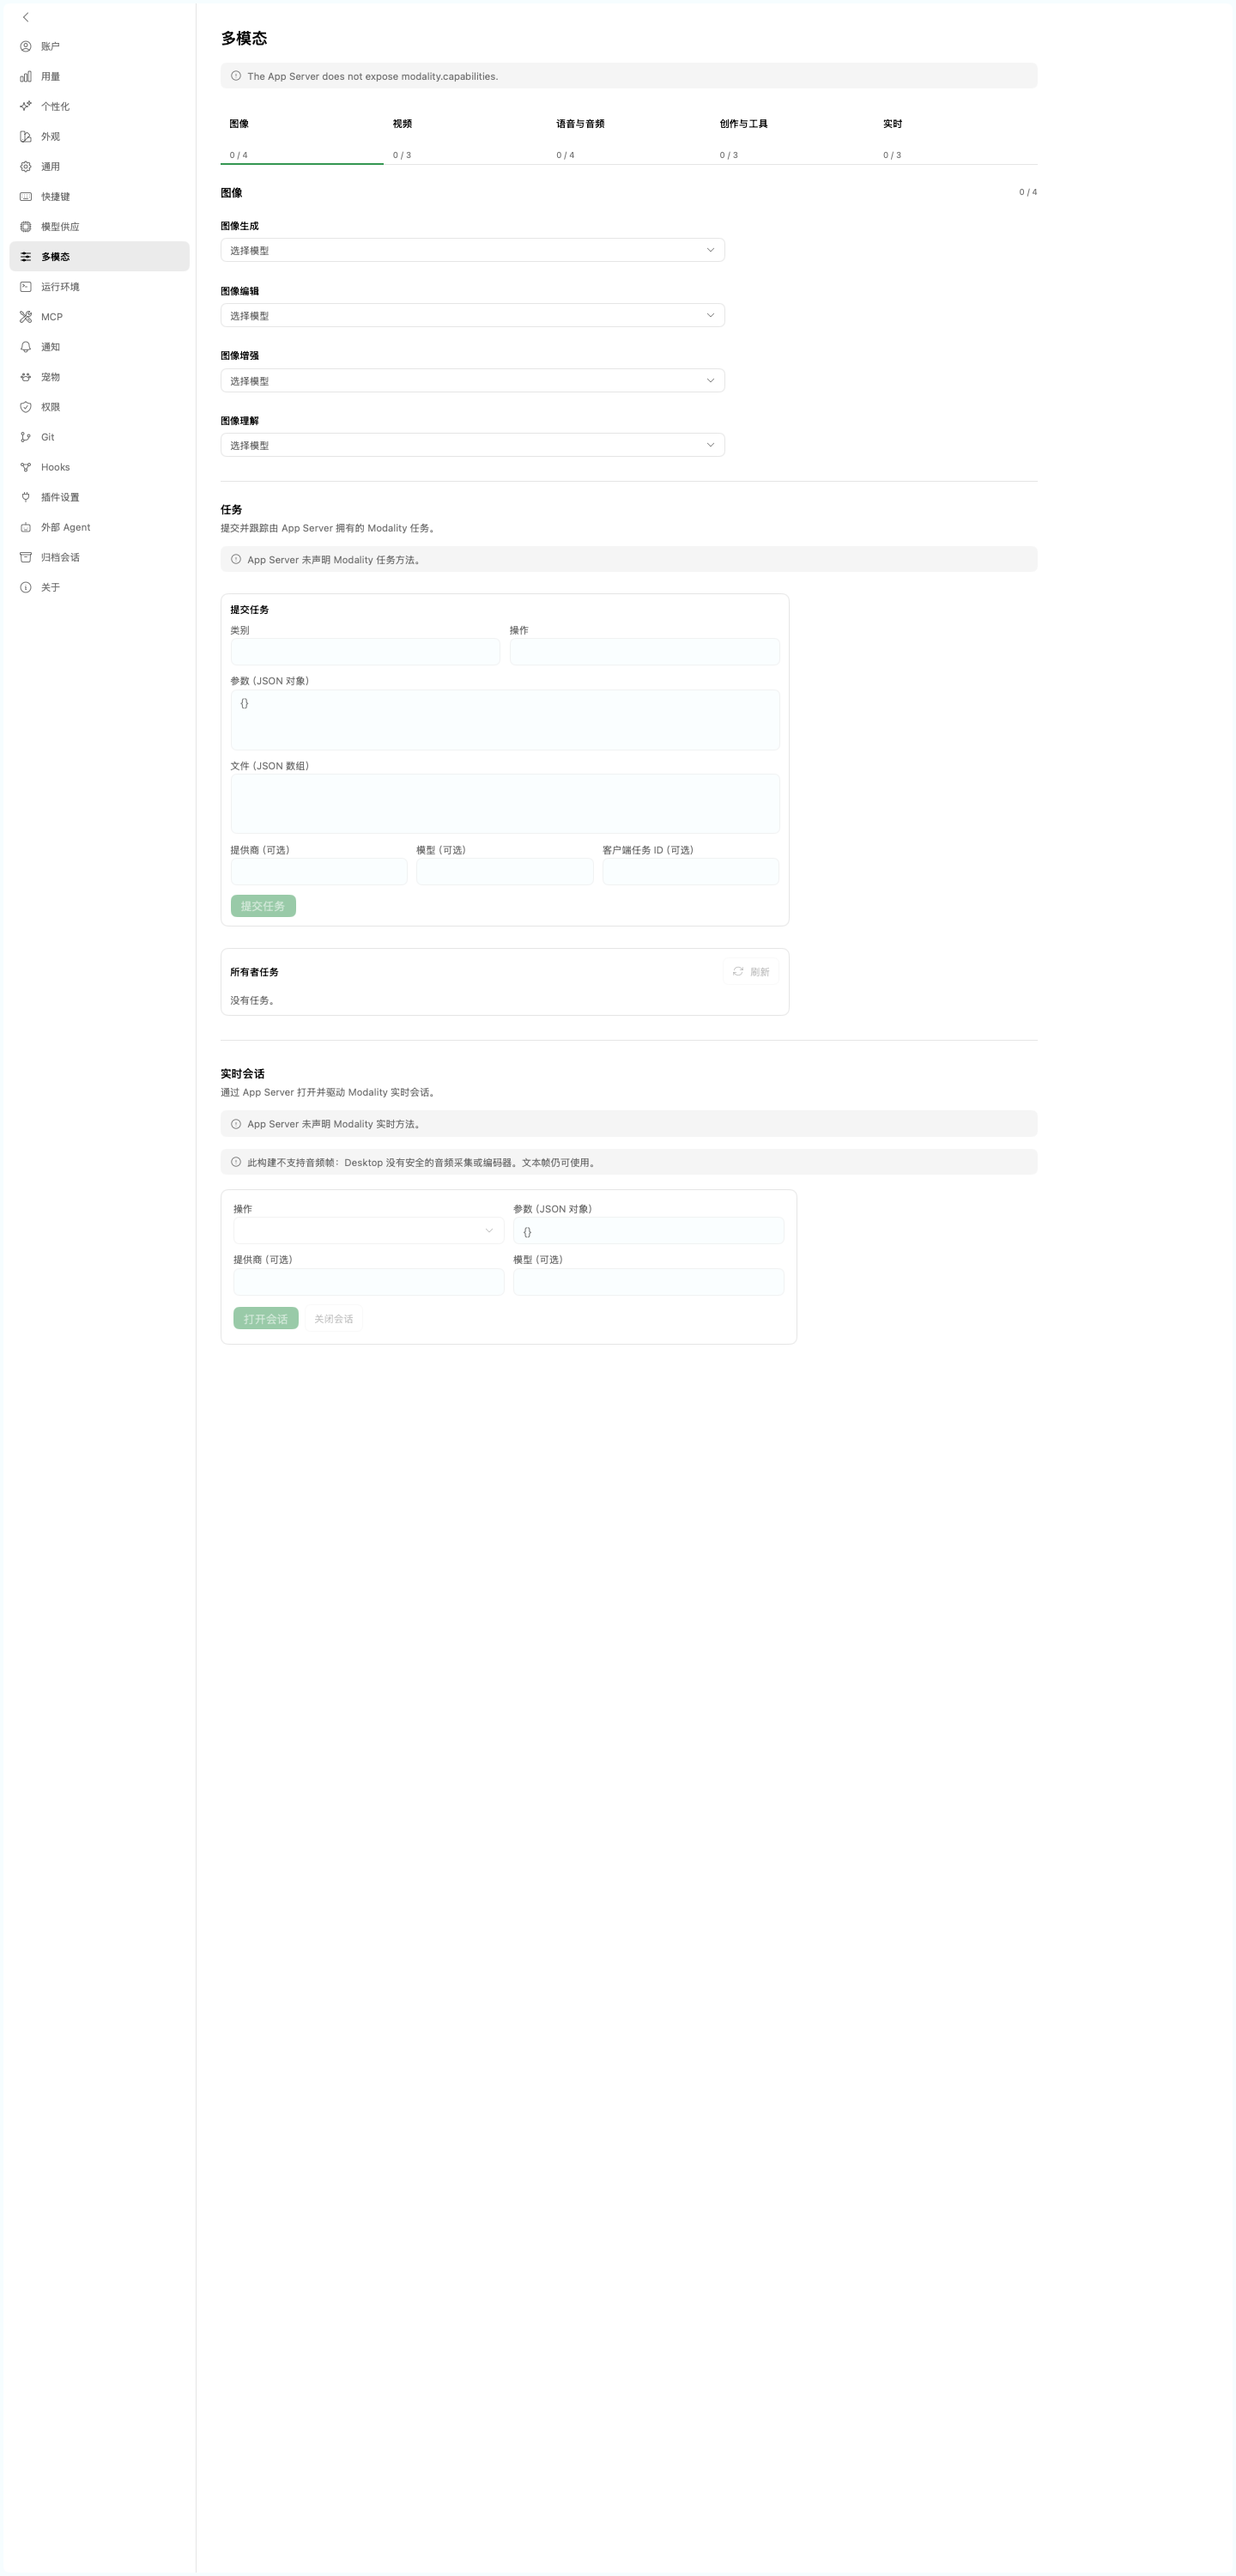 账户
用量
个性化
外观
通用
快捷键
模型供应
多模态
运行环境
MCP
通知
宠物
权限
Git
Hooks
插件设置
外部 Agent
归档会话
关于
多模态
The App Server does not expose modality.capabilities.
图像 视频 语音与音频 创作与工具 实时
0 / 4 0 / 3 0 / 4 0 / 3 0 / 3
图像 0 / 4
图像生成
选择模型
图像编辑
选择模型
图像增强
选择模型
图像理解
选择模型
任务
提交并跟踪由 App Server 拥有的 Modality 任务。
App Server 未声明 Modality 任务方法。
提交任务
类别 操作
参数 (JSON 对象)
{}
文件 (JSON 数组)
提供商 (可选) 模型 (可选) 客户端任务 ID (可选)
提交任务
所有者任务 刷新
没有任务。
实时会话
通过 App Server 打开并驱动 Modality 实时会话。
App Server 未声明 Modality 实时方法。
此构建不支持音频帧：Desktop 没有安全的音频采集或编码器。文本帧仍可使用。
操作 参数 (JSON 对象)
{}
提供商 (可选) 模型 (可选)
打开会话 关闭会话